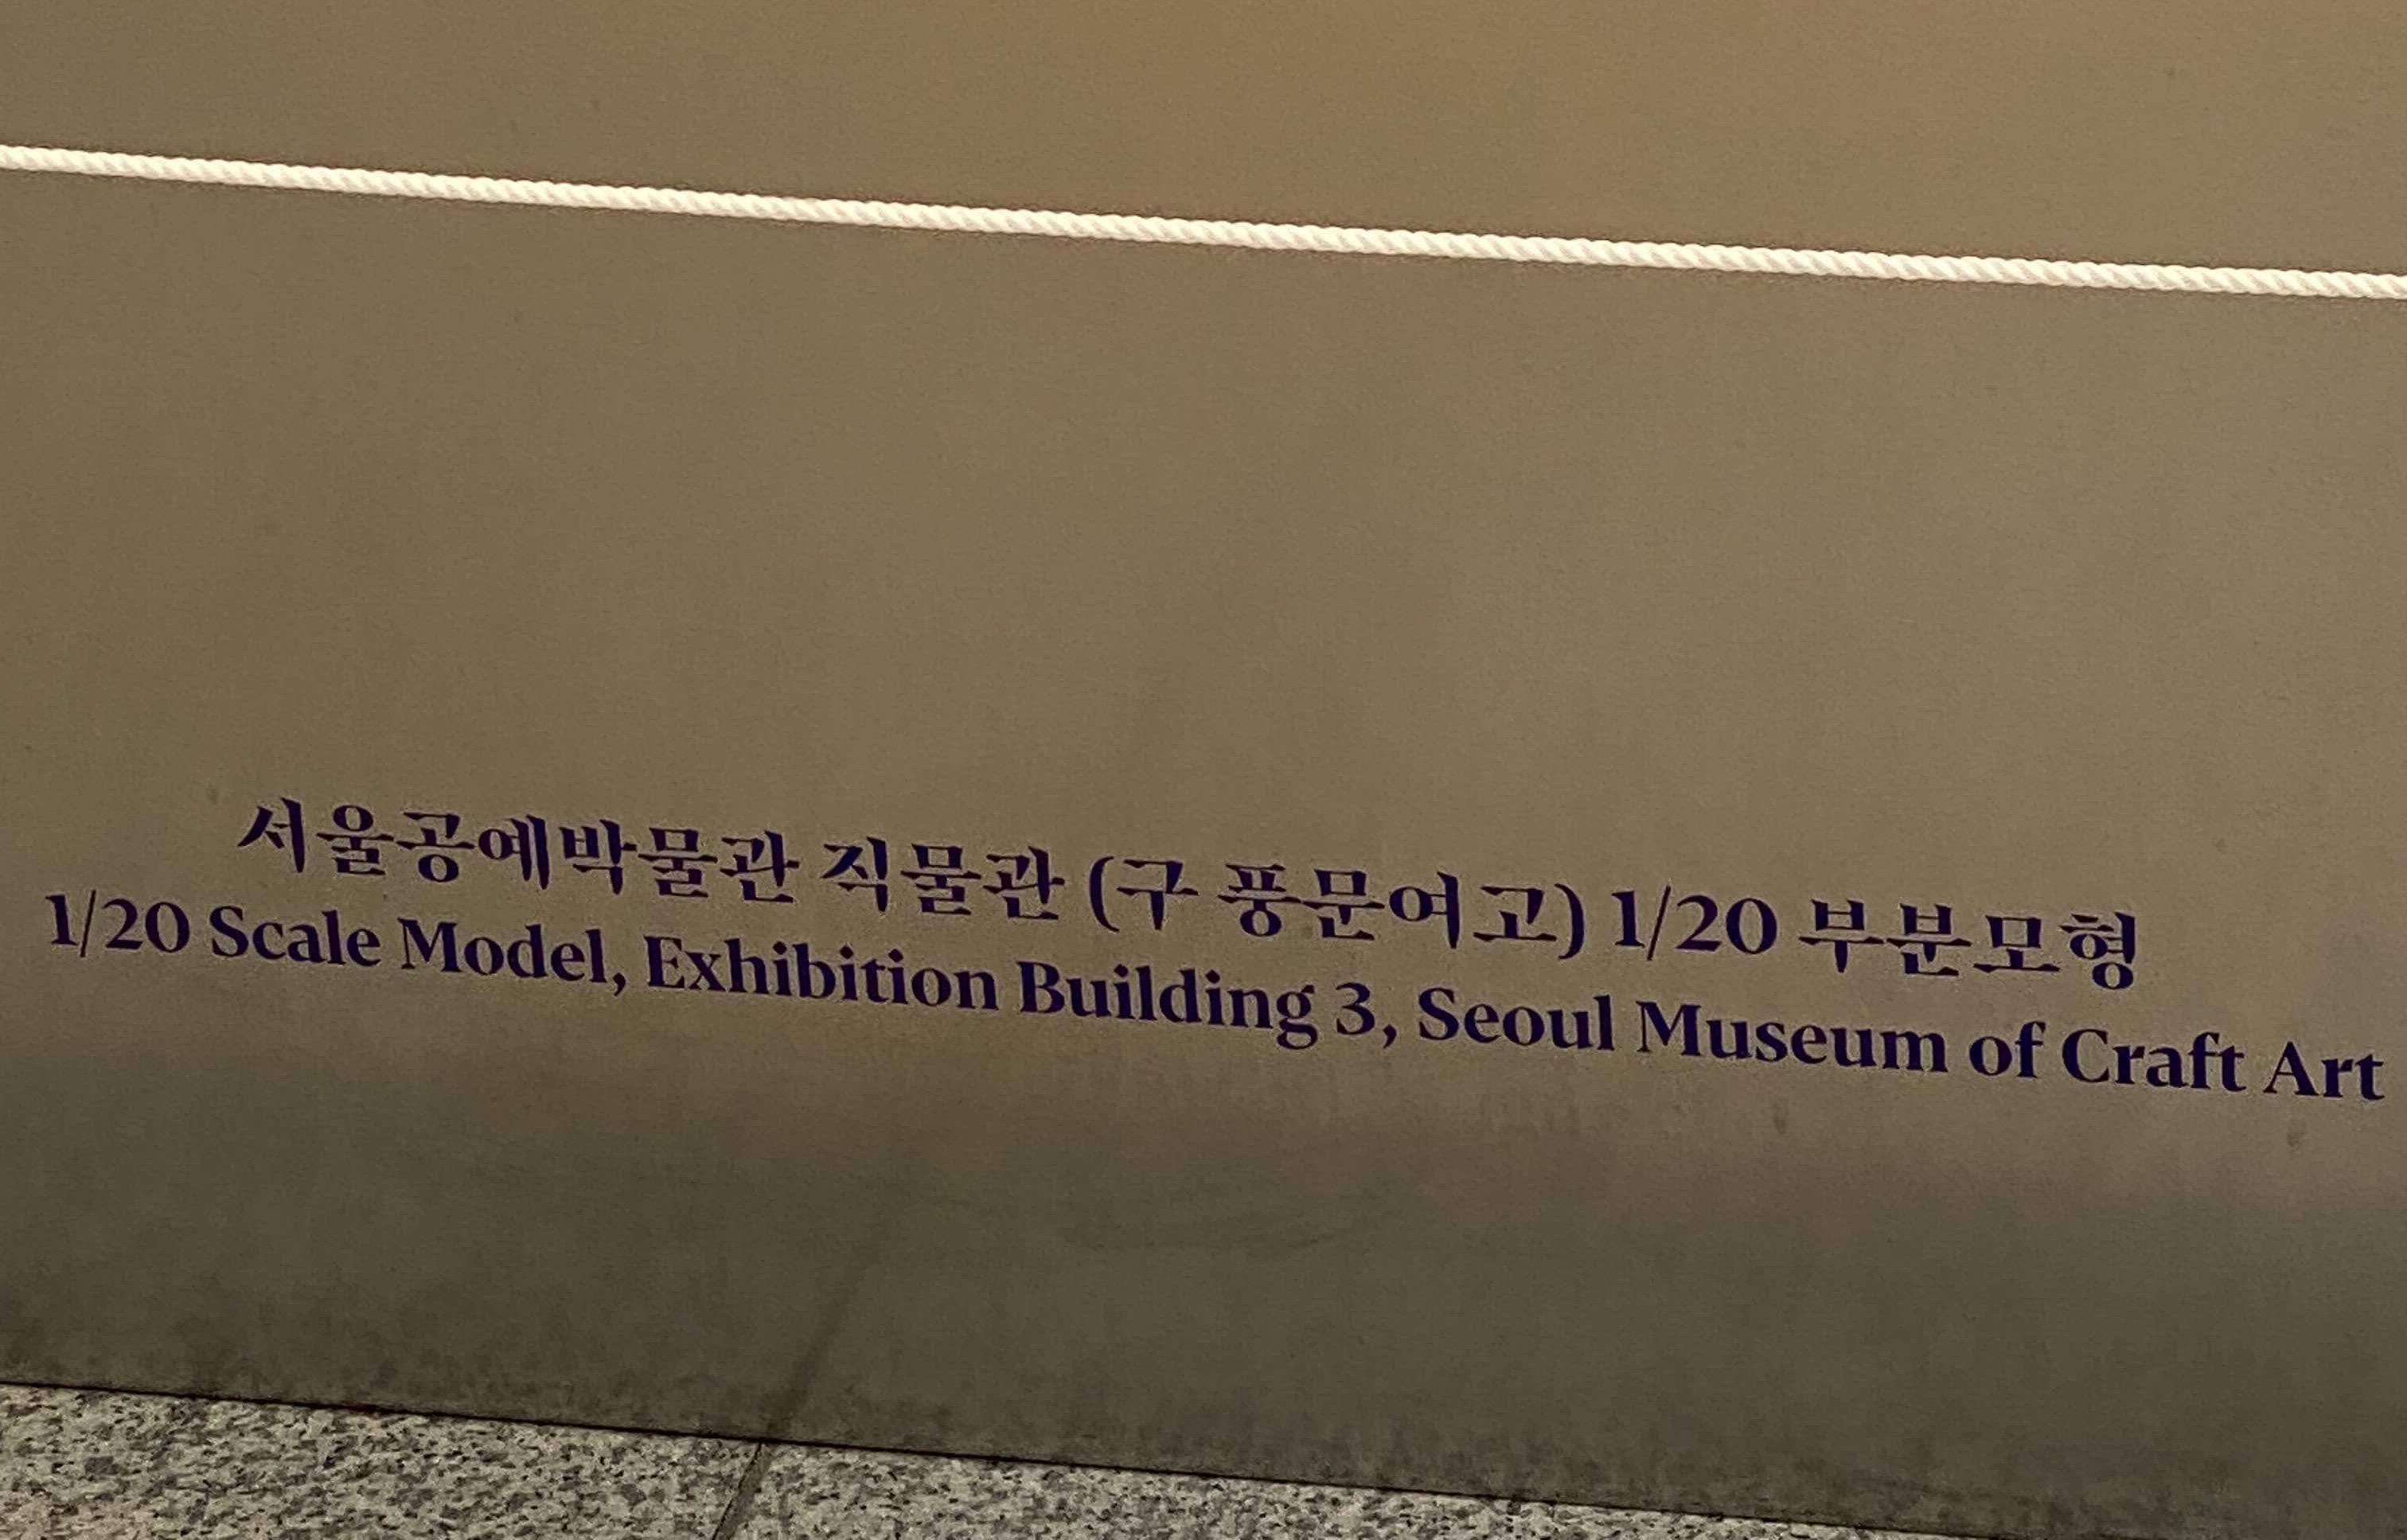 서울공예박물관 직물관 (구 풍문여고) 1/20 부분모형
1/20 Scale Model, Exhibition Building 3, Seoul Museum of Craft Art